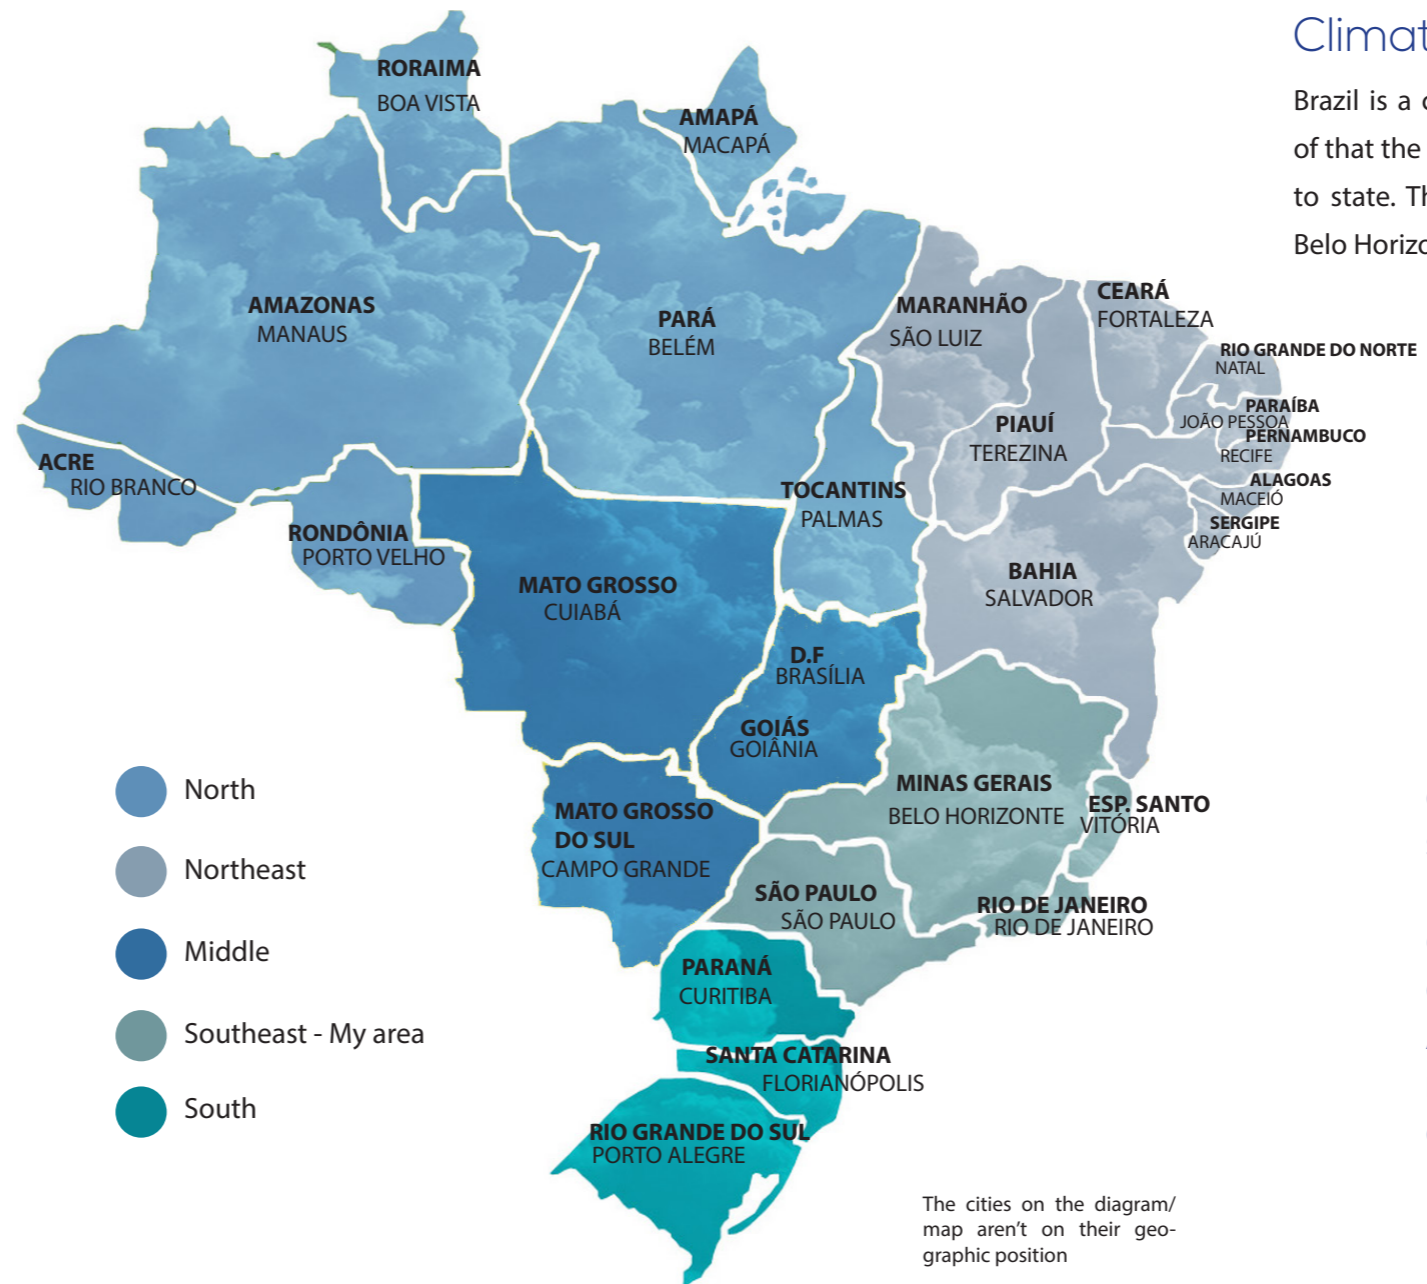 Climat
Brazil is a c
of that the
to state. Th
Belo Horizo
RORAIMA
BOA VISTA
AMAPÁ
MACAPÁ
AMAZONAS
MANAUS
PARÁ
BELÉM
MARANHÃO
SÃO LUIZ
CEARÁ
FORTALEZA
RIO GRANDE DO NORTE
NATAL
PARAÍBA
JOÃO PESSOA
PERNAMBUCO
RECIFE
PIAUÍ
TEREZINA
ACRE
RIO BRANCO
TOCANTINS
PALMAS
ALAGOAS
MACEIÓ
SERGIPE
ARACAJÚ
RONDÔNIA
PORTO VELHO
MATO GROSSO
CUIABÁ
BAHIA
SALVADOR
D.F
BRASÍLIA
GOIÁS
GOIÂNIA
MINAS GERAIS
BELO HORIZONTE
ESP. SANTO
VITÓRIA
MATO GROSSO
DO SUL
CAMPO GRANDE
SÃO PAULO
SÃO PAULO
RIO DE JANEIRO
RIO DE JANEIRO
PARANÁ
CURITIBA
SANTA CATARINA
FLORIANÓPOLIS
RIO GRANDE DO SUL
PORTO ALEGRE
North
Northeast
Middle
Southeast - My area
South
The cities on the diagram/
map aren't on their geo-
graphic position